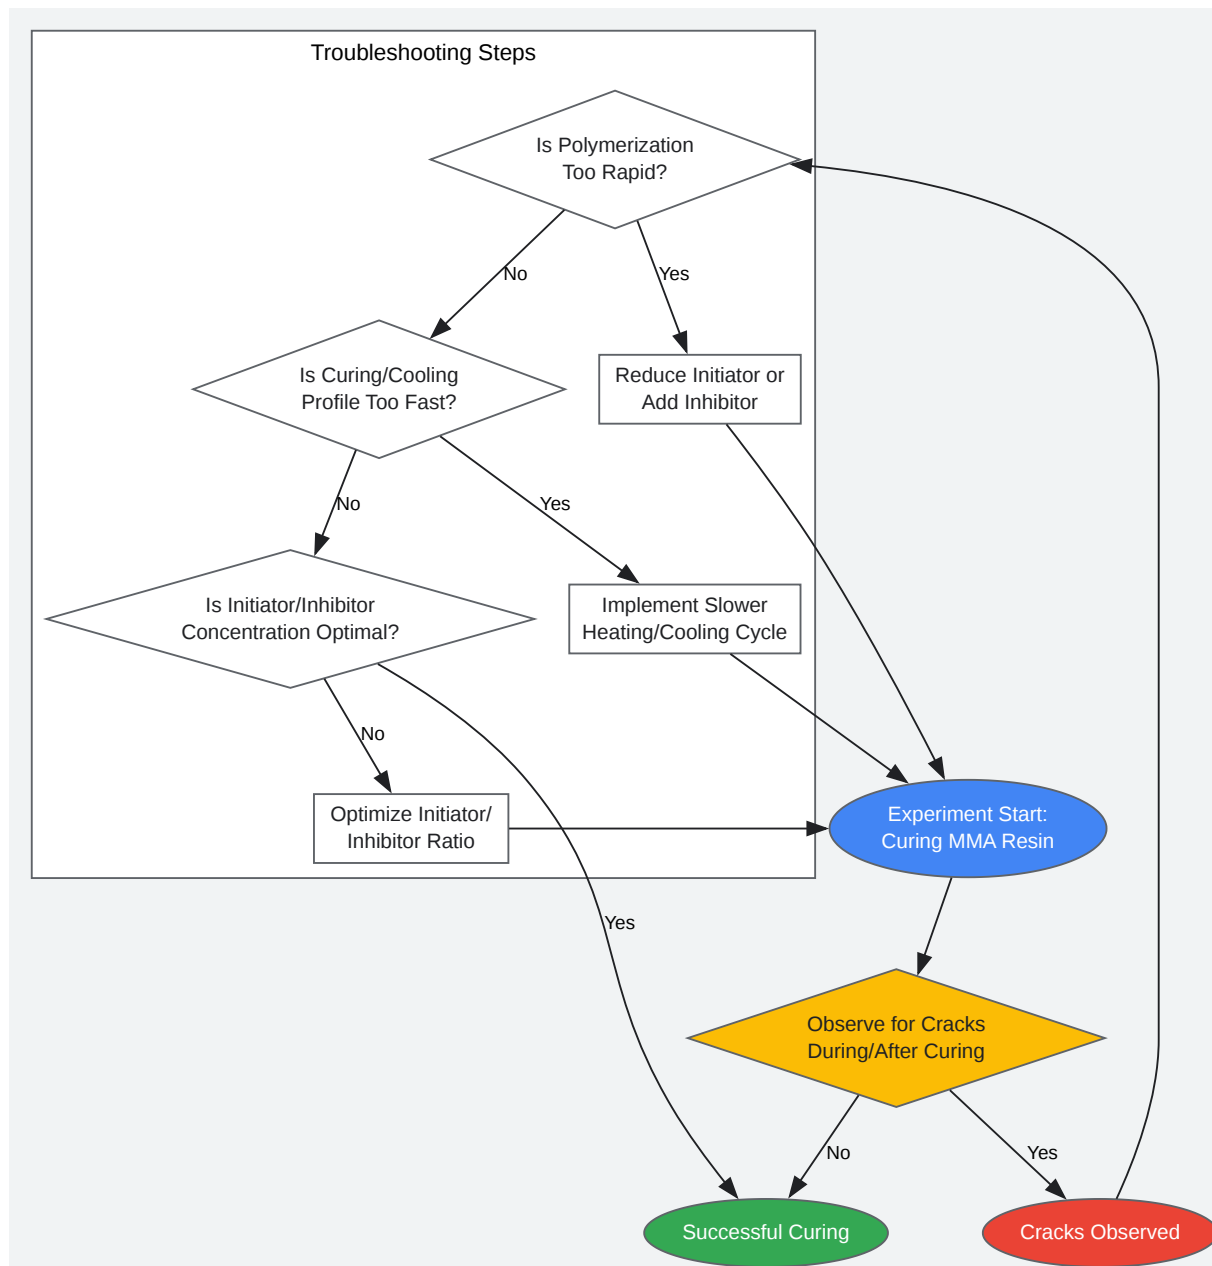 Troubleshooting Steps
Is Polymerization
Too Rapid?
No
Yes
Is Curing/Cooling
Profile Too Fast?
Reduce Initiator or
Add Inhibitor
No
Yes
Is Initiator/Inhibitor
Concentration Optimal?
Implement Slower
Heating/Cooling Cycle
No
Optimize Initiator/
Inhibitor Ratio
Experiment Start:
Curing MMA Resin
Yes
Observe for Cracks
During/After Curing
No
Yes
Successful Curing
Cracks Observed